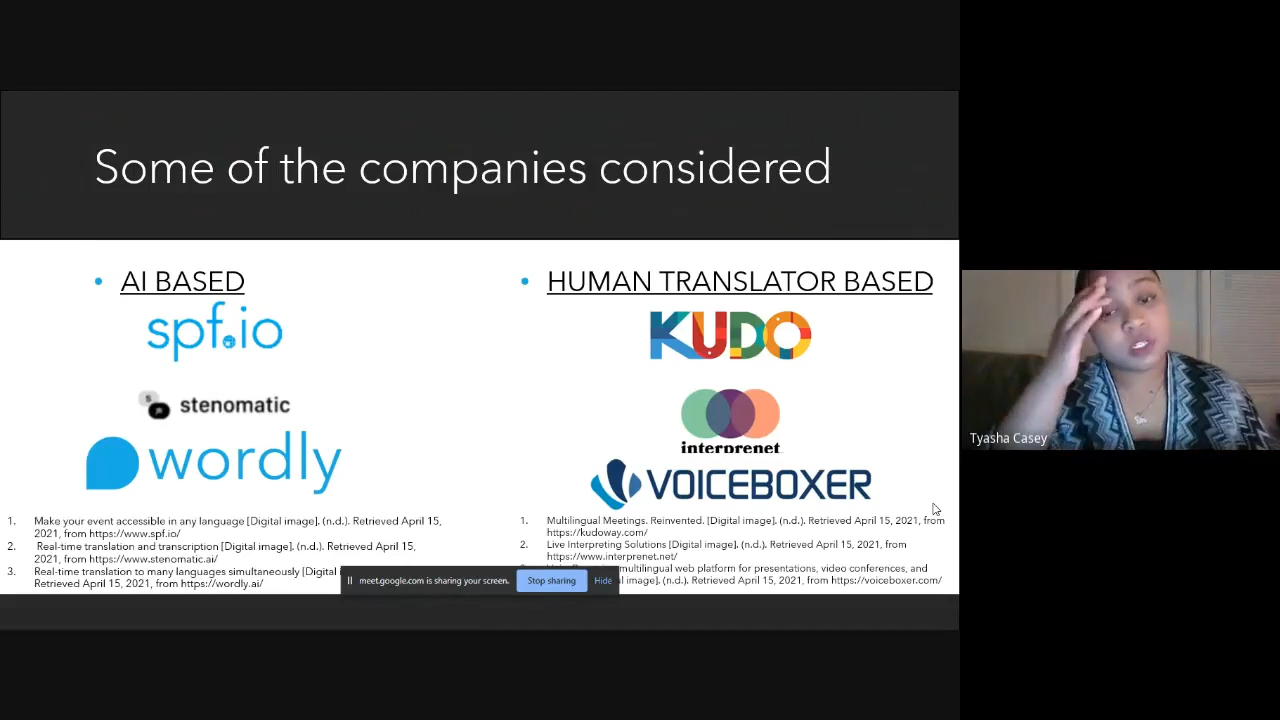 Some of the companies considered
• AI BASED
spf.io
stenomatic
wordly
1. Make your event accessible in any language [Digital image]. (n.d.). Retrieved April 15,
2021, from https://www.spf.io/
2. Real-time translation and transcription [Digital image]. (n.d.). Retrieved April 15,
2021, from https://www.stenomatic.ai/
3. Real-time translation to many languages simultaneously [Digital
Retrieved April 15, 2021, from https://wordly.ai/
• HUMAN TRANSLATOR BASED
KUDO
interprenet
VOICEBOXER
1. Multilingual Meetings. Reinvented. [Digital image]. (n.d.). Retrieved April 15, 2021, from
https://kudoway.com/
2. Live Interpreting Solutions [Digital image]. (n.d.). Retrieved April 15, 2021, from
https://www.interprenet.net/
multilingual web platform for presentations, video conferences, and
image]. (n.d.). Retrieved April 15, 2021, from https://voiceboxer.com/
meet.google.com is sharing your screen. Stop sharing Hide
Tyasha Casey